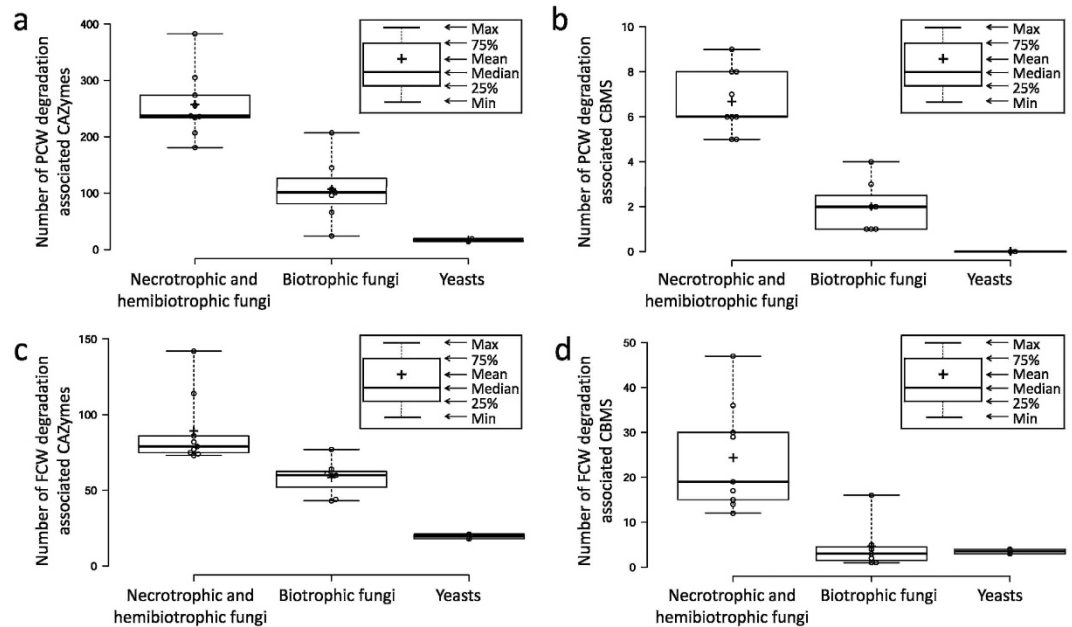 a
Number of PCW degradation
associated CAZymes
400
300
200
100
0
Max
75%
Mean
Median
25%
Min
Necrotrophic and
hemibiotrophic fungi
Biotrophic fungi
Yeasts
b
Number of PCW degradation
associated CBMS
10
8
6
4
2
0
Max
75%
Mean
Median
25%
Min
Necrotrophic and
hemibiotrophic fungi
Biotrophic fungi
Yeasts
c
Number of FCW degradation
associated CAZymes
150
100
50
0
Max
75%
Mean
Median
25%
Min
Necrotrophic and
hemibiotrophic fungi
Biotrophic fungi
Yeasts
d
Number of FCW degradation
associated CBMS
50
40
30
20
10
0
Max
75%
Mean
Median
25%
Min
Necrotrophic and
hemibiotrophic fungi
Biotrophic fungi
Yeasts